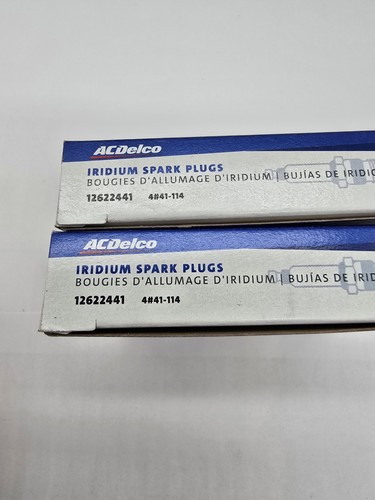 ACDelco
IRIDIUM SPARK PLUGS
BOUGIES D'ALLUMAGE D'IRIDIUM | BUJÍAS DE IRIDIO
12622441 4#41-114
ACDelco
IRIDIUM SPARK PLUGS
BOUGIES D'ALLUMAGE D'IRIDIUM | BUJÍAS DE IRID
12622441 4#41-114